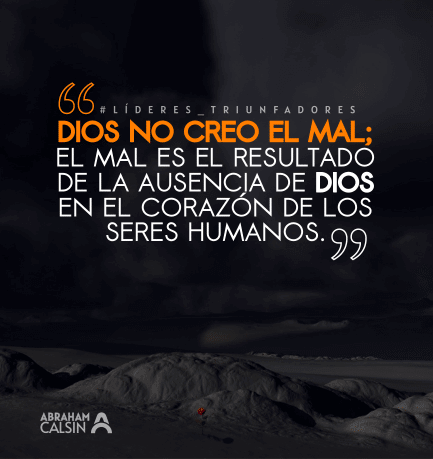 “
#LÍDERES_TRIUNFADORES
DIOS NO CREO EL MAL;
EL MAL ES EL RESULTADO
DE LA AUSENCIA DE DIOS
EN EL CORAZÓN DE LOS
SERES HUMANOS.”
ABRAHAM
CALSIN